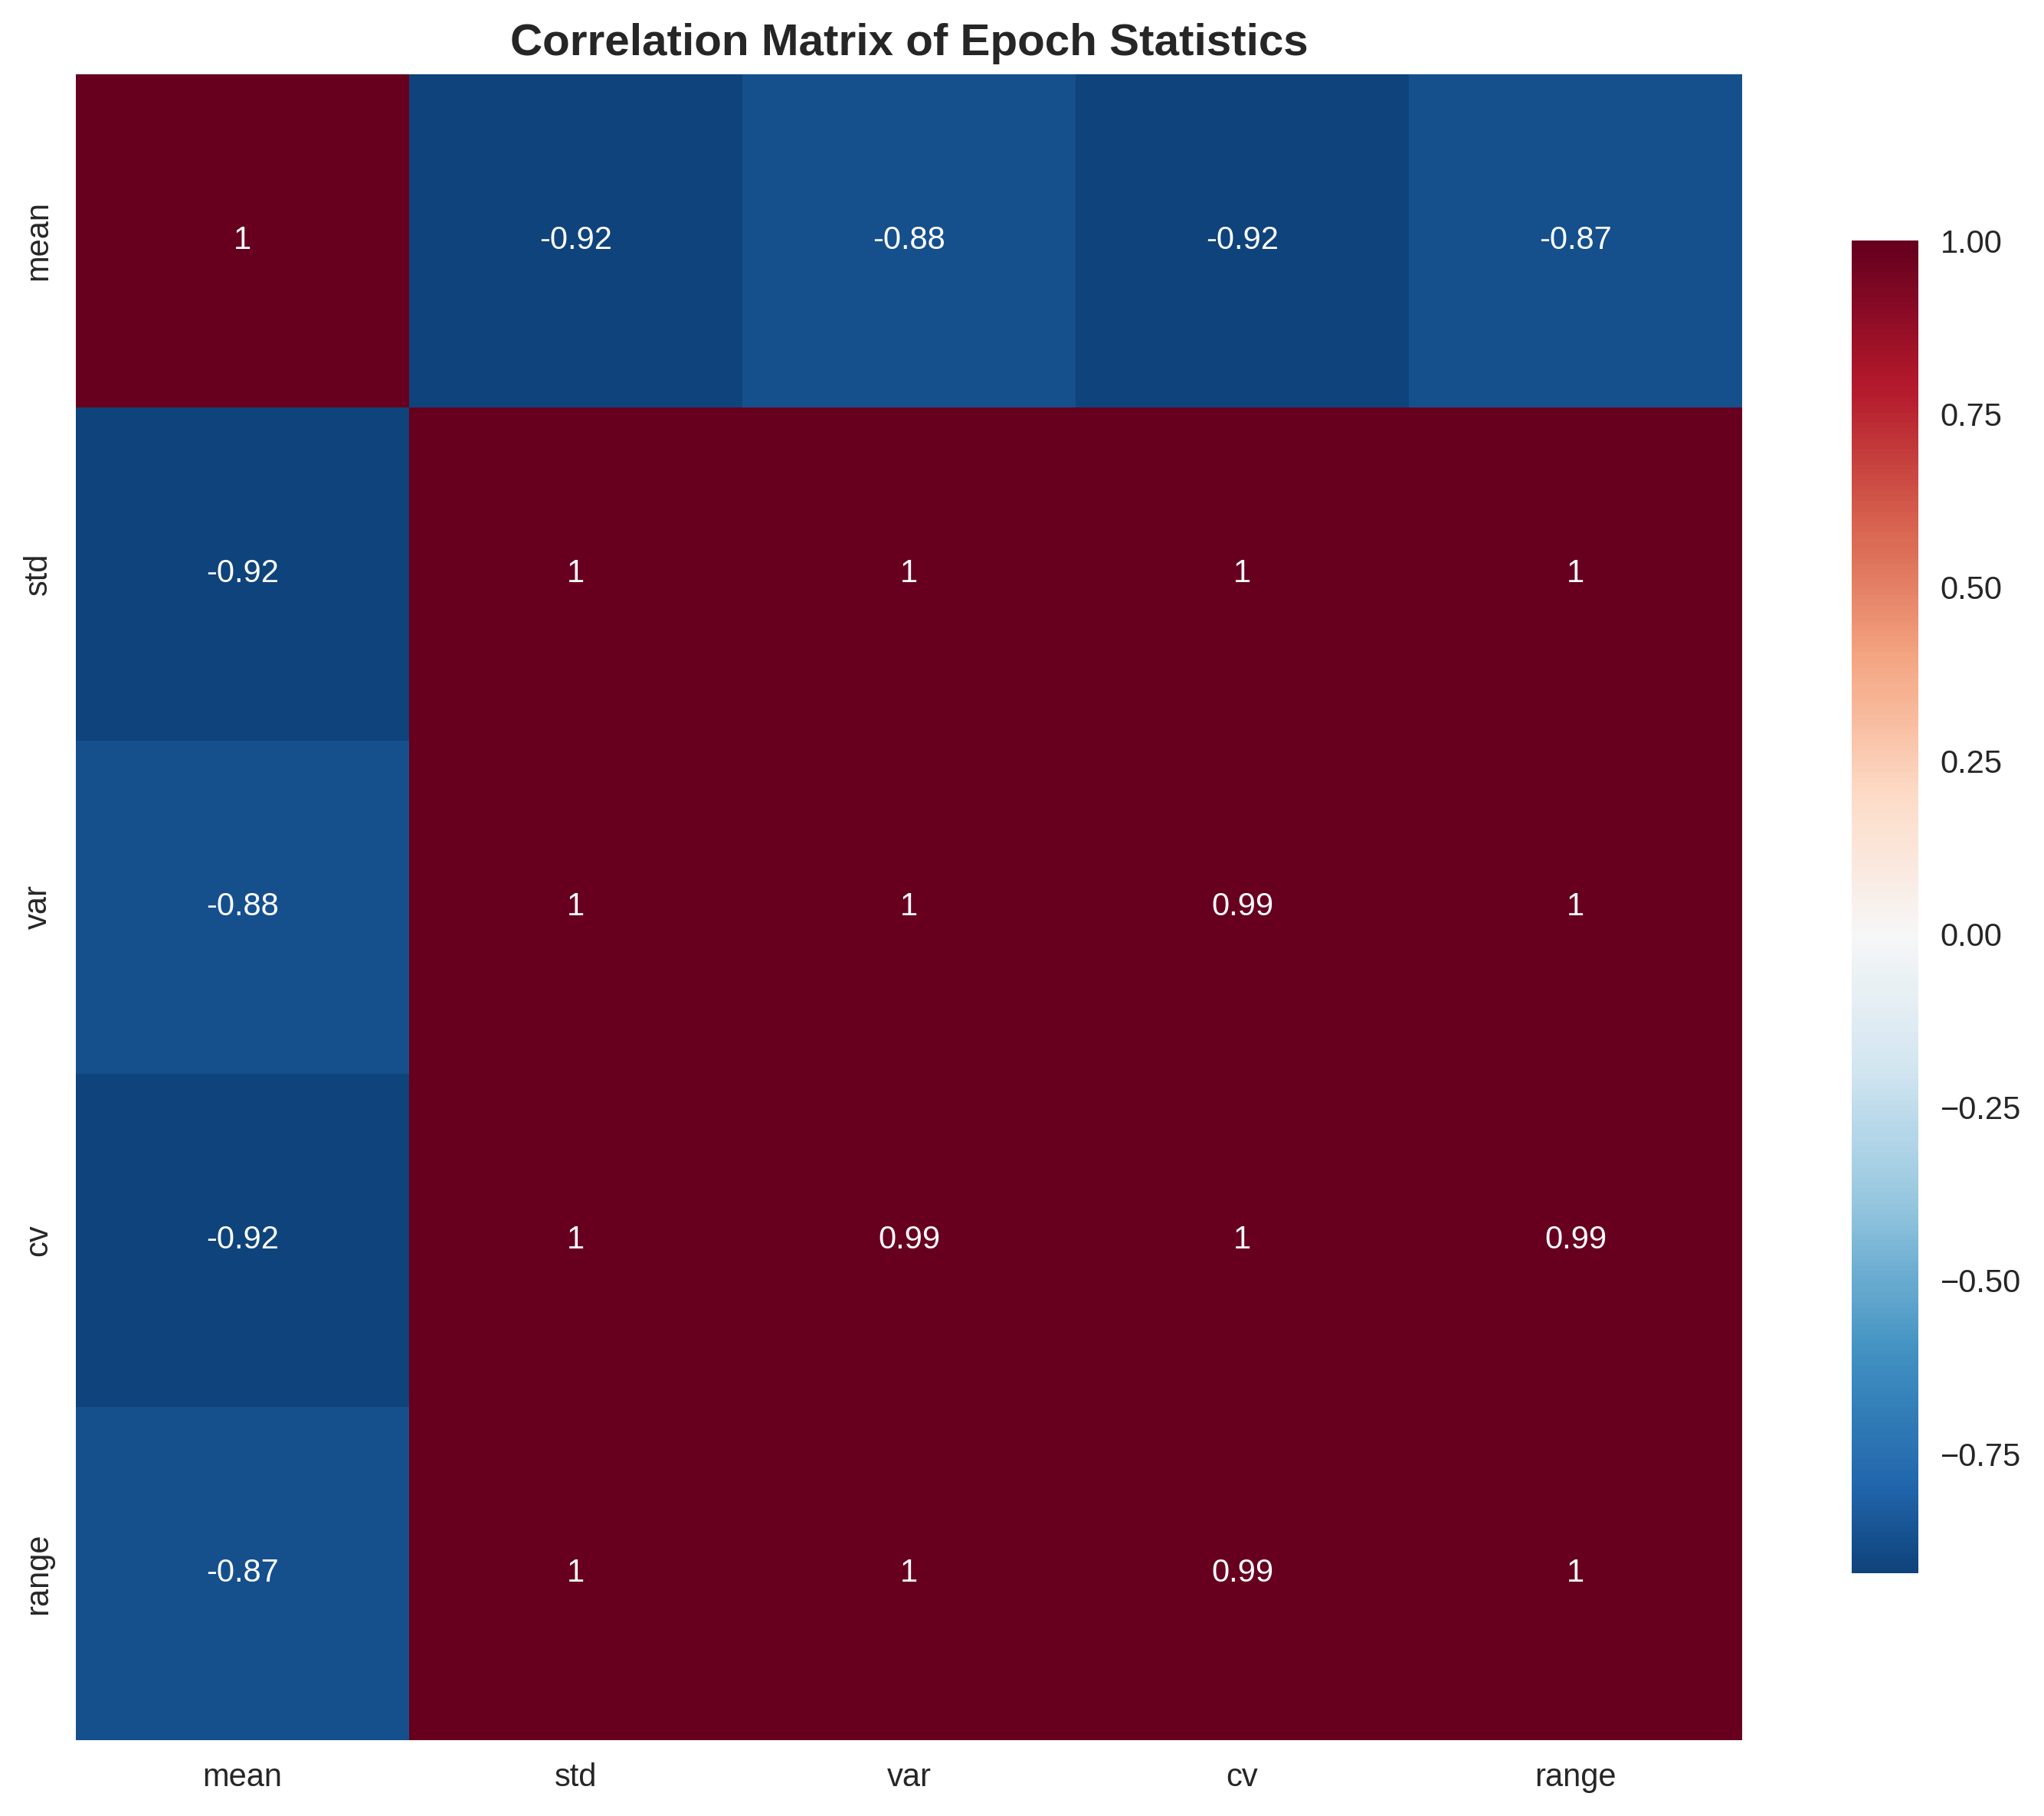 Correlation Matrix of Epoch Statistics
mean 1 -0.92 -0.88 -0.92 -0.87
std -0.92 1 1 1 1
var -0.88 1 1 0.99 1
cv -0.92 1 0.99 1 0.99
range -0.87 1 1 0.99 1
mean std var cv range
1.00
0.75
0.50
0.25
0.00
−0.25
−0.50
−0.75